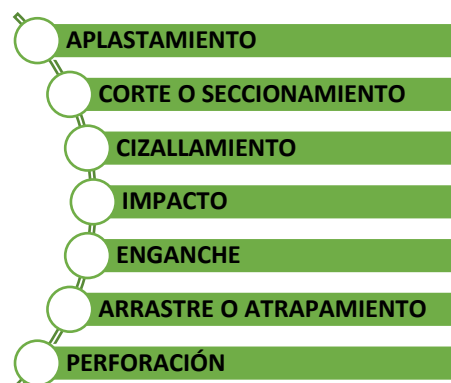 APLASTAMIENTO
CORTE O SECCIONAMIENTO
CIZALLAMIENTO
IMPACTO
ENGANCHE
ARRASTRE O ATRAPAMIENTO
PERFORACIÓN